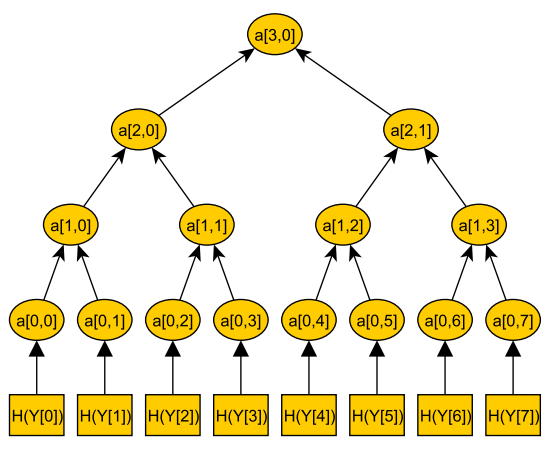 a[3,0]
a[2,0] a[2,1]
a[1,0] a[1,1] a[1,2] a[1,3]
a[0,0] a[0,1] a[0,2] a[0,3] a[0,4] a[0,5] a[0,6] a[0,7]
H(Y[0]) H(Y[1]) H(Y[2]) H(Y[3]) H(Y[4]) H(Y[5]) H(Y[6]) H(Y[7])